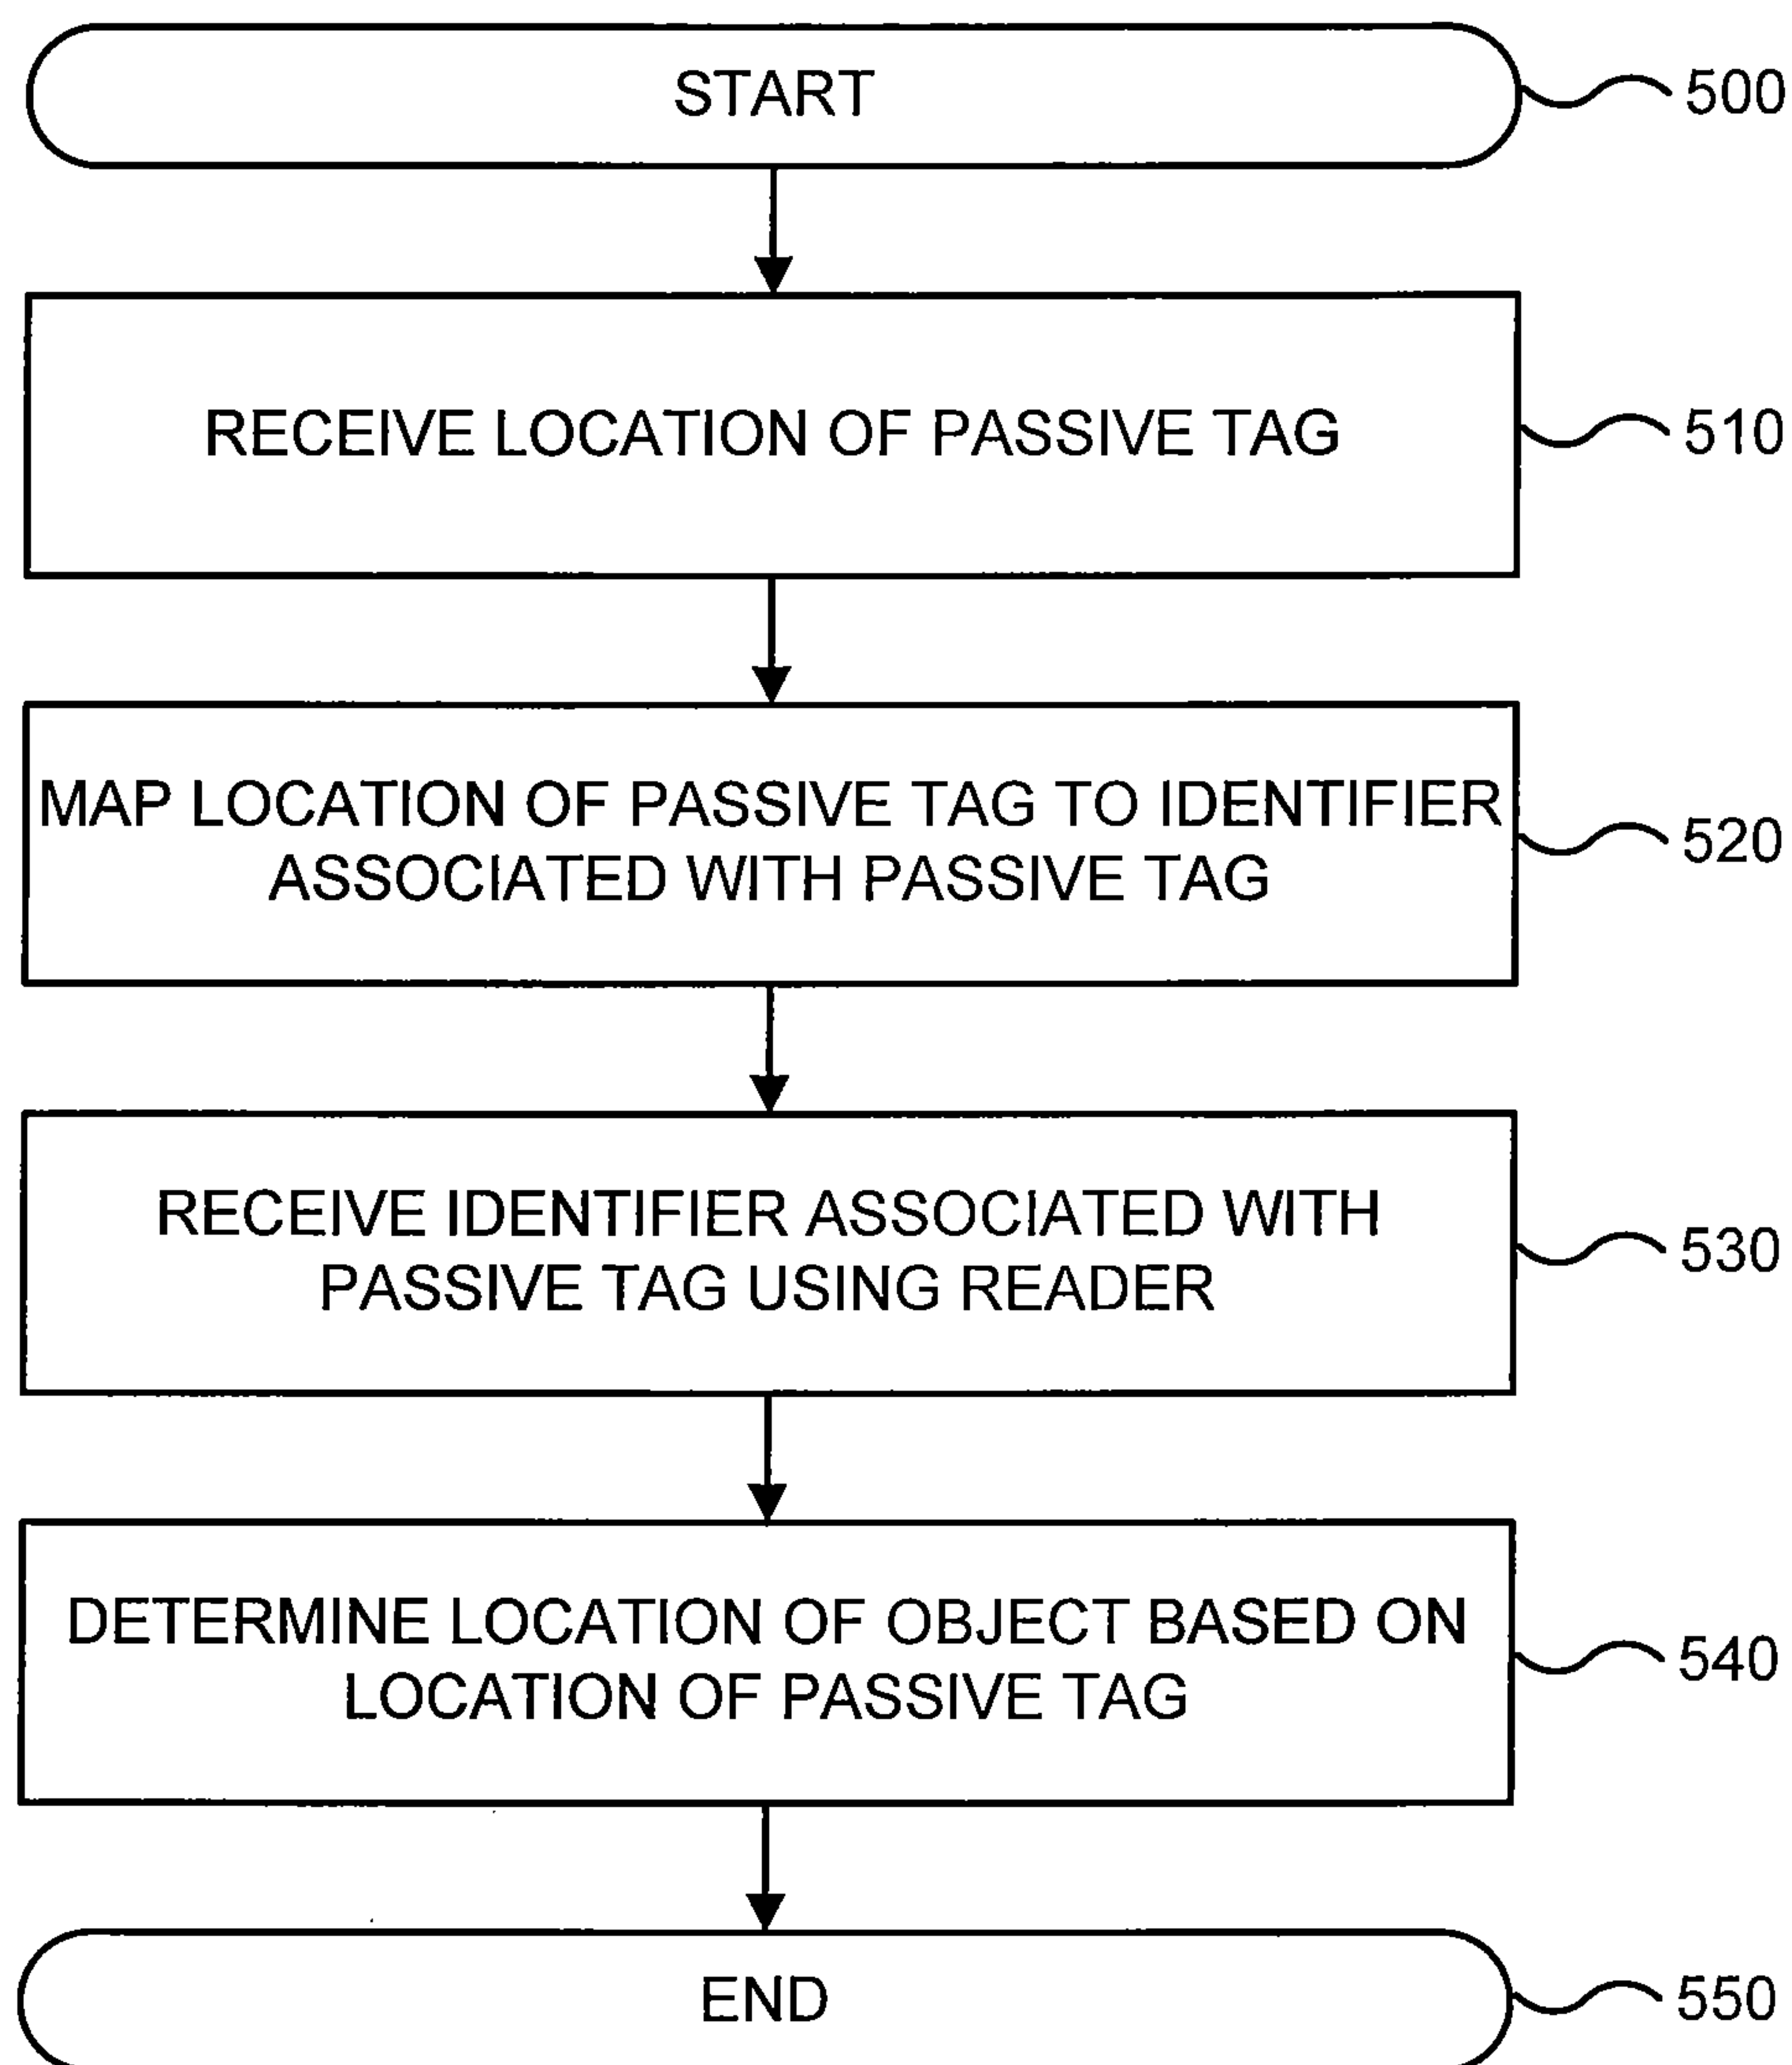 START
500
RECEIVE LOCATION OF PASSIVE TAG
510
MAP LOCATION OF PASSIVE TAG TO IDENTIFIER
ASSOCIATED WITH PASSIVE TAG
520
RECEIVE IDENTIFIER ASSOCIATED WITH
PASSIVE TAG USING READER
530
DETERMINE LOCATION OF OBJECT BASED ON
LOCATION OF PASSIVE TAG
540
END
550